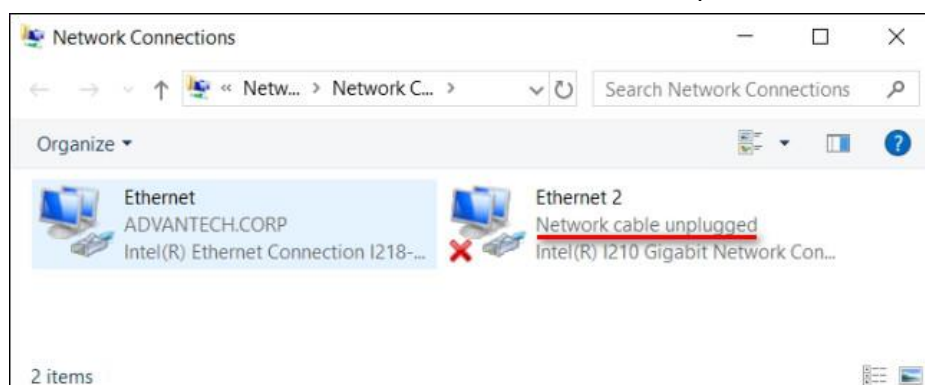 Network Connections
« Netw... > Network C... >
Search Network Connections
Organize
?
Ethernet
ADVANTECH.CORP
Intel(R) Ethernet Connection I218-...
Ethernet 2
Network cable unplugged
Intel(R) I210 Gigabit Network Con...
2 items